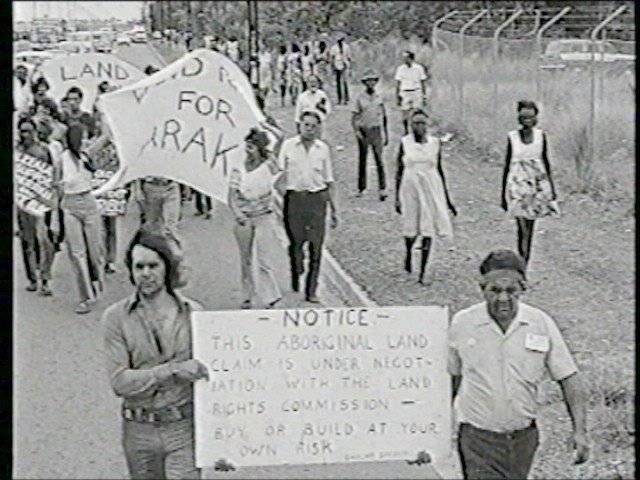 LAND
LAND R
FOR
ARAK
- NOTICE -
THIS ABORIGINAL LAND
CLAIM IS UNDER NEGOT-
IATION WITH THE LAND
RIGHTS COMMISSION —
BUY OR BUILD AT YOUR
OWN RISK